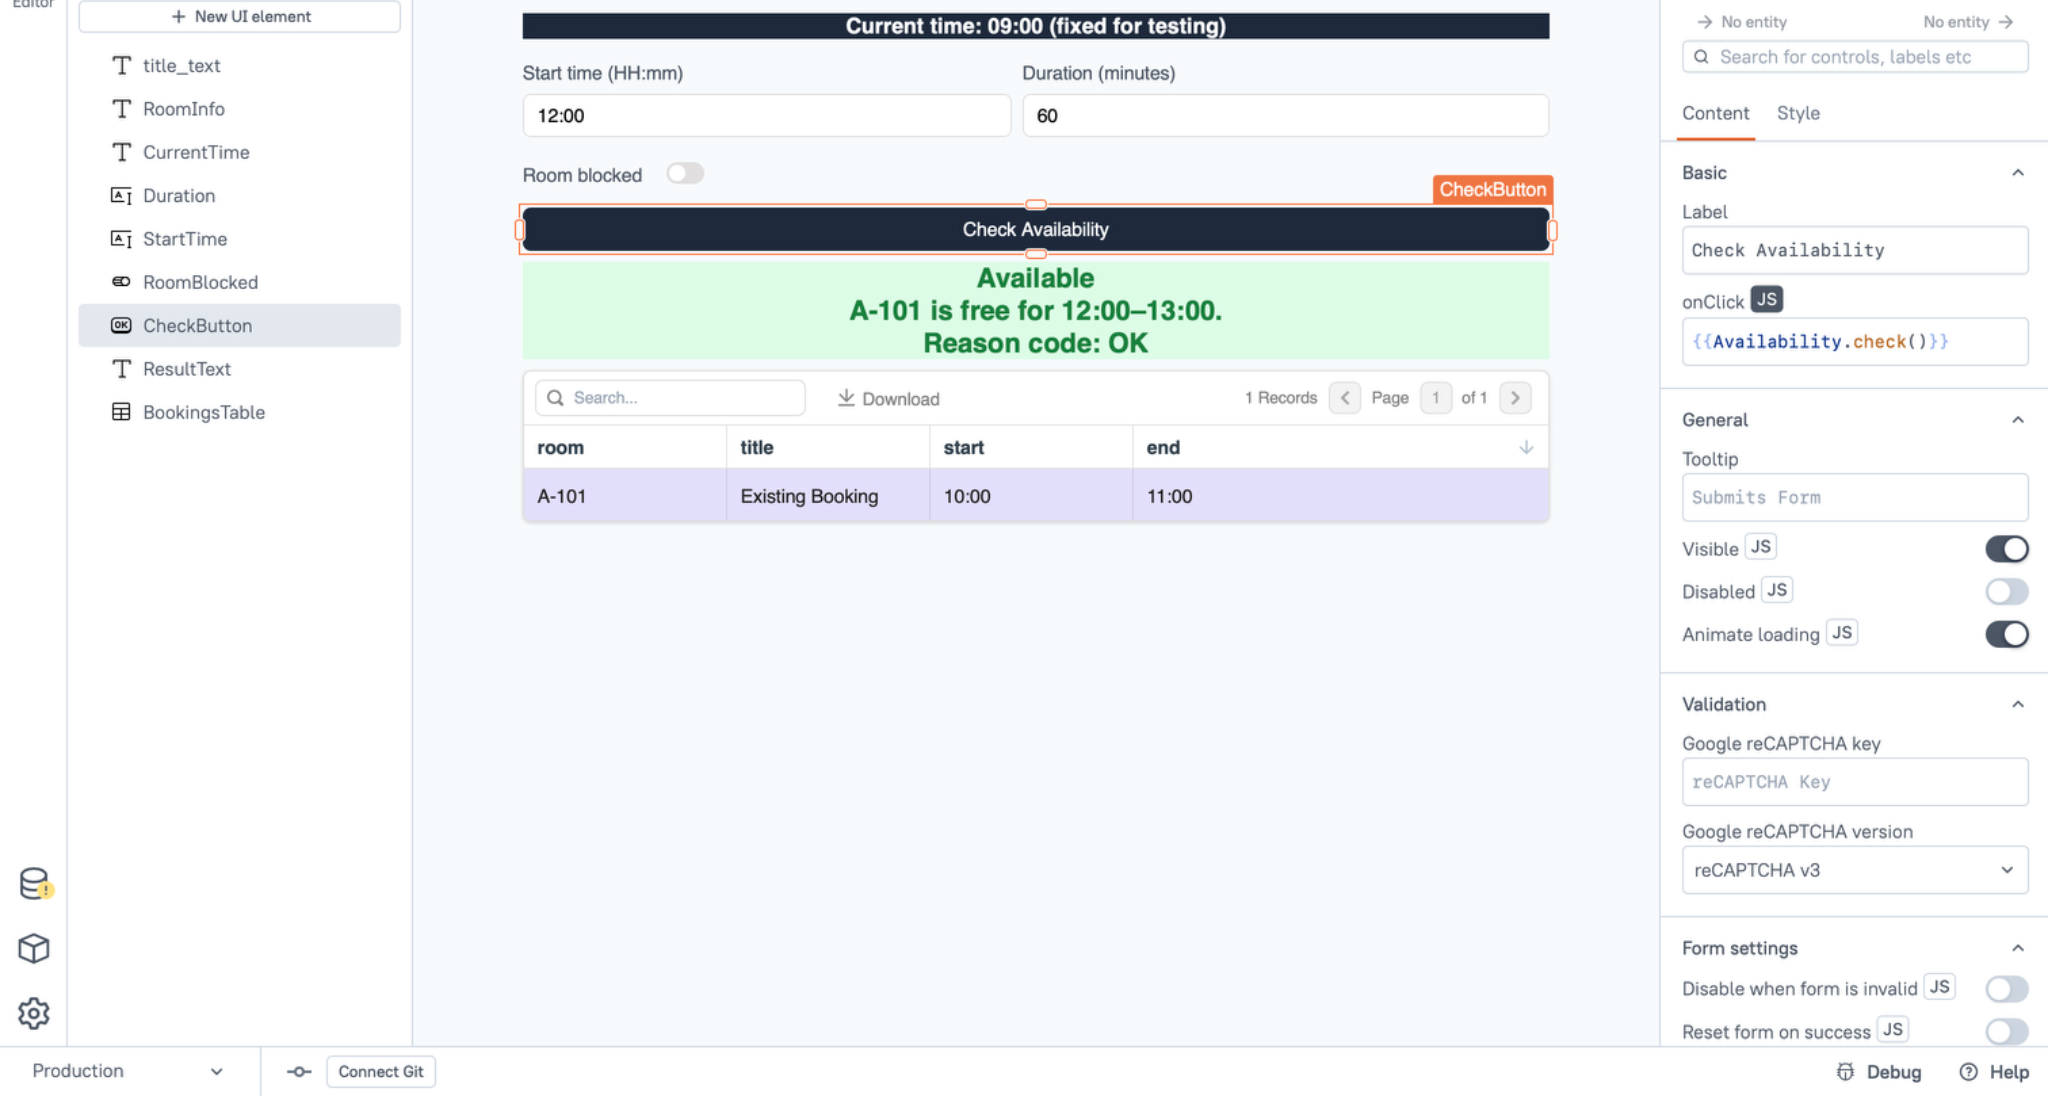 Editor
+ New UI element
title_text
RoomInfo
CurrentTime
Duration
StartTime
RoomBlocked
CheckButton
ResultText
BookingsTable
Current time: 09:00 (fixed for testing)
Start time (HH:mm)
Duration (minutes)
12:00
60
Room blocked
CheckButton
Check Availability
Available
A-101 is free for 12:00–13:00.
Reason code: OK
Search...
Download
1 Records
Page 1 of 1
room title start end
A-101 Existing Booking 10:00 11:00
No entity
No entity
Search for controls, labels etc
Content
Style
Basic
Label
Check Availability
onClick JS
{{Availability.check()}}
General
Tooltip
Submits Form
Visible JS
Disabled JS
Animate loading JS
Validation
Google reCAPTCHA key
reCAPTCHA Key
Google reCAPTCHA version
reCAPTCHA v3
Form settings
Disable when form is invalid JS
Reset form on success JS
Production
Connect Git
Debug
Help